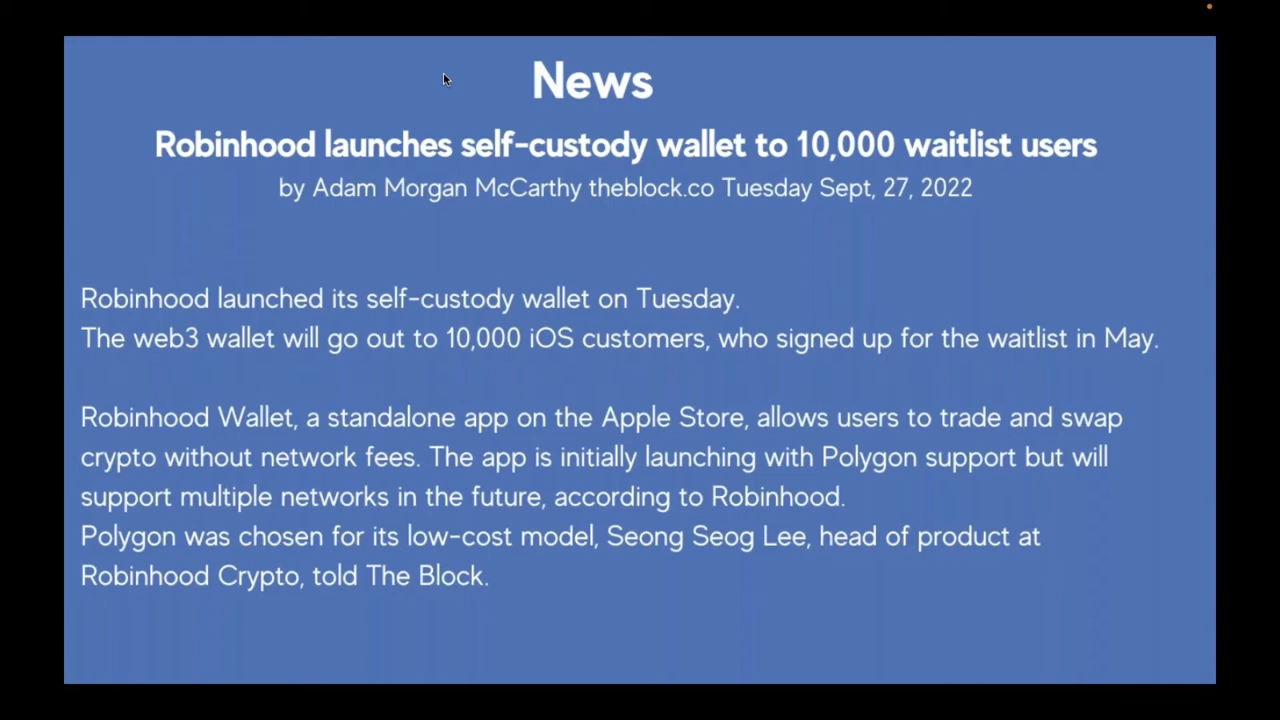 News
Robinhood launches self-custody wallet to 10,000 waitlist users
by Adam Morgan McCarthy theblock.co Tuesday Sept, 27, 2022
Robinhood launched its self-custody wallet on Tuesday.
The web3 wallet will go out to 10,000 iOS customers, who signed up for the waitlist in May.
Robinhood Wallet, a standalone app on the Apple Store, allows users to trade and swap
crypto without network fees. The app is initially launching with Polygon support but will
support multiple networks in the future, according to Robinhood.
Polygon was chosen for its low-cost model, Seong Seog Lee, head of product at
Robinhood Crypto, told The Block.